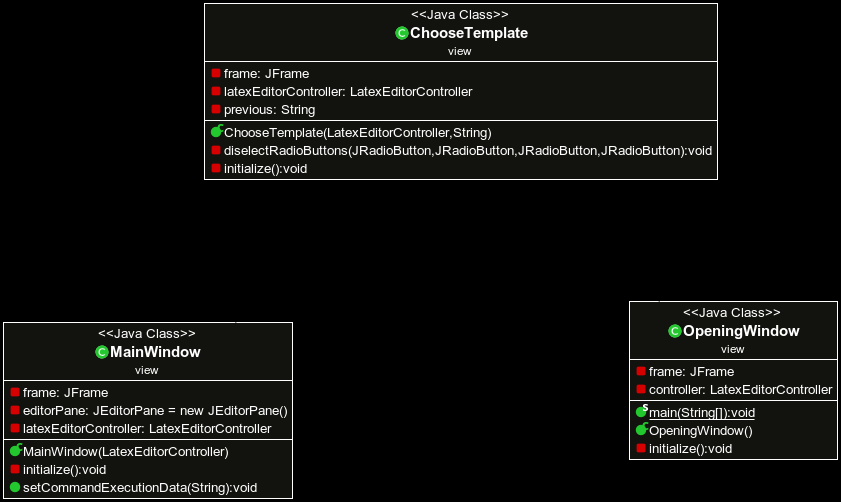 <<Java Class>>
C ChooseTemplate
view
frame: JFrame
latexEditorController: LatexEditorController
previous: String
ChooseTemplate(LatexEditorController,String)
diselectRadioButtons(JRadioButton,JRadioButton,JRadioButton,JRadioButton):void
initialize():void
<<Java Class>>
C MainWindow
view
frame: JFrame
editorPane: JEditorPane = new JEditorPane()
latexEditorController: LatexEditorController
MainWindow(LatexEditorController)
initialize():void
setCommandExecutionData(String):void
<<Java Class>>
C OpeningWindow
view
frame: JFrame
controller: LatexEditorController
S main(String[]):void
OpeningWindow()
initialize():void